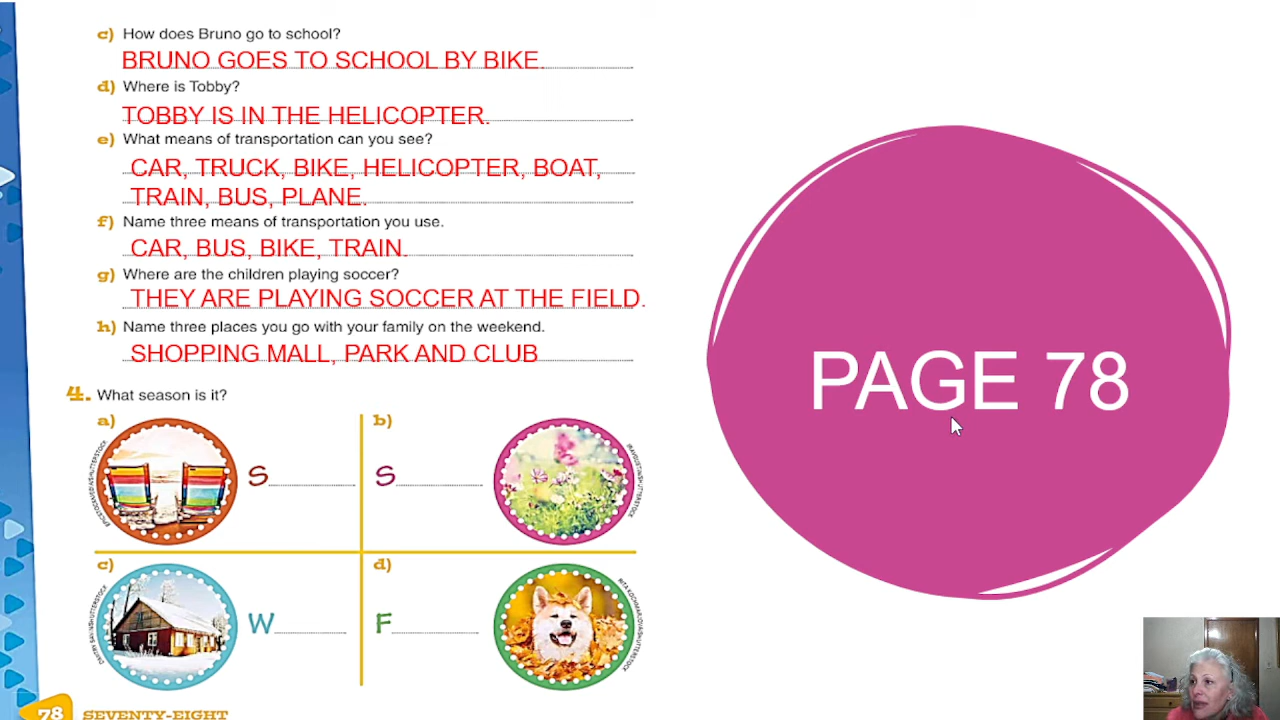 c) How does Bruno go to school?
BRUNO GOES TO SCHOOL BY BIKE.
d) Where is Tobby?
TOBBY IS IN THE HELICOPTER.
e) What means of transportation can you see?
CAR, TRUCK, BIKE, HELICOPTER, BOAT,
TRAIN, BUS, PLANE.
f) Name three means of transportation you use.
CAR, BUS, BIKE, TRAIN.
g) Where are the children playing soccer?
THEY ARE PLAYING SOCCER AT THE FIELD.
h) Name three places you go with your family on the weekend.
SHOPPING MALL, PARK AND CLUB
PAGE 78
4. What season is it?
a)
S
b)
S
c)
W
d)
F
78 SEVENTY-EIGHT